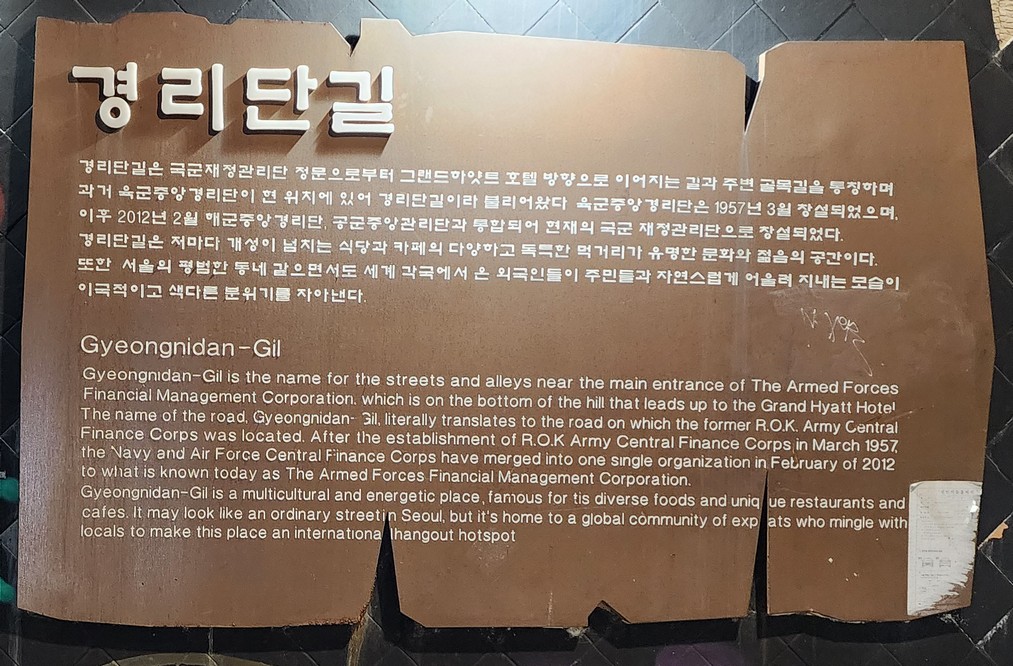 경리단길
경리단길은 국군재정관리단 정문으로부터 그랜드하얏트 호텔 방향으로 이어지는 길과 주변 골목길을 통칭하며
과거 육군중앙경리단이 현 위치에 있어 경리단길이라 불리어왔다 육군중앙경리단은 1957년 3월 창설되었으며,
이후 2012년 2월 해군중앙경리단, 공군중앙관리단과 통합되어 현재의 국군 재정관리단으로 창설되었다.
경리단길은 저마다 개성이 넘치는 식당과 카페의 다양하고 독특한 먹거리가 유명한 문화와 젊음의 공간이다.
또한 서울의 평범한 동네 같으면서도 세계 각국에서 온 외국인들이 주민들과 자연스럽게 어울려 지내는 모습이
이국적이고 색다른 분위기를 자아낸다.
Gyeongnidan-Gil
Gyeongnidan-Gil is the name for the streets and alleys near the main entrance of The Armed Forces
Financial Management Corporation. which is on the bottom of the hill that leads up to the Grand Hyatt Hotel
The name of the road, Gyeongnidan- Gil, literally translates to the road on which the former R.O.K. Army Central
Finance Corps was located. After the establishment of R.O.K Army Central Finance Corps in March 1957,
the Navy and Air Force Central Finance Corps have merged into one single organization in February of 2012
to what is known today as The Armed Forces Financial Management Corporation.
Gyeongnidan-Gil is a multicultural and energetic place, famous for tis diverse foods and unique restaurants and
cafes. It may look like an ordinary street in Seoul, but it's home to a global community of expats who mingle with
locals to make this place an international hangout hotspot